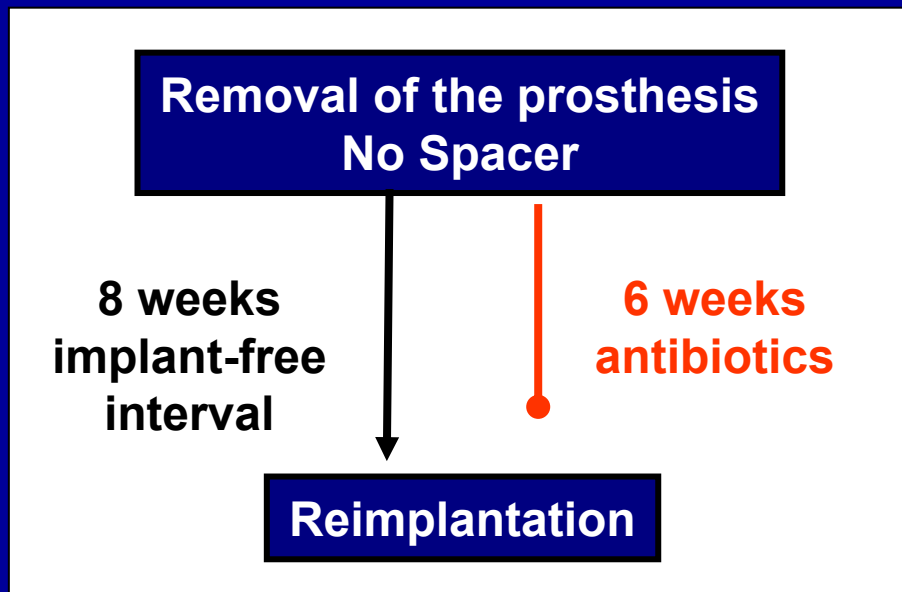 Removal of the prosthesis
No Spacer
8 weeks
implant-free
interval
6 weeks
antibiotics
Reimplantation